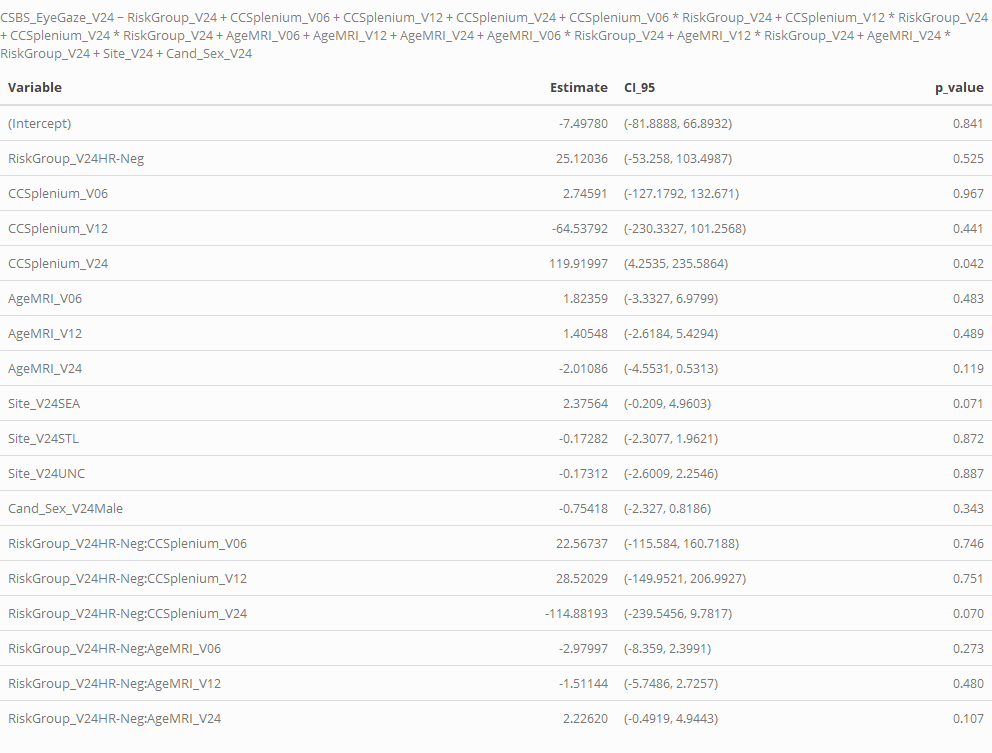 CSBS_EyeGaze_V24 ~ RiskGroup_V24 + CCSplenium_V06 + CCSplenium_V12 + CCSplenium_V24 + CCSplenium_V06 * RiskGroup_V24 + CCSplenium_V12 * RiskGroup_V24
+ CCSplenium_V24 * RiskGroup_V24 + AgeMRI_V06 + AgeMRI_V12 + AgeMRI_V24 + AgeMRI_V06 * RiskGroup_V24 + AgeMRI_V12 * RiskGroup_V24 + AgeMRI_V24 *
RiskGroup_V24 + Site_V24 + Cand_Sex_V24
Variable Estimate CI_95 p_value
(Intercept) -7.49780 (-81.8888, 66.8932) 0.841
RiskGroup_V24HR-Neg 25.12036 (-53.258, 103.4987) 0.525
CCSplenium_V06 2.74591 (-127.1792, 132.671) 0.967
CCSplenium_V12 -64.53792 (-230.3327, 101.2568) 0.441
CCSplenium_V24 119.91997 (4.2535, 235.5864) 0.042
AgeMRI_V06 1.82359 (-3.3327, 6.9799) 0.483
AgeMRI_V12 1.40548 (-2.6184, 5.4294) 0.489
AgeMRI_V24 -2.01086 (-4.5531, 0.5313) 0.119
Site_V24SEA 2.37564 (-0.209, 4.9603) 0.071
Site_V24STL -0.17282 (-2.3077, 1.9621) 0.872
Site_V24UNC -0.17312 (-2.6009, 2.2546) 0.887
Cand_Sex_V24Male -0.75418 (-2.327, 0.8186) 0.343
RiskGroup_V24HR-Neg:CCSplenium_V06 22.56737 (-115.584, 160.7188) 0.746
RiskGroup_V24HR-Neg:CCSplenium_V12 28.52029 (-149.9521, 206.9927) 0.751
RiskGroup_V24HR-Neg:CCSplenium_V24 -114.88193 (-239.5456, 9.7817) 0.070
RiskGroup_V24HR-Neg:AgeMRI_V06 -2.97997 (-8.359, 2.3991) 0.273
RiskGroup_V24HR-Neg:AgeMRI_V12 -1.51144 (-5.7486, 2.7257) 0.480
RiskGroup_V24HR-Neg:AgeMRI_V24 2.22620 (-0.4919, 4.9443) 0.107